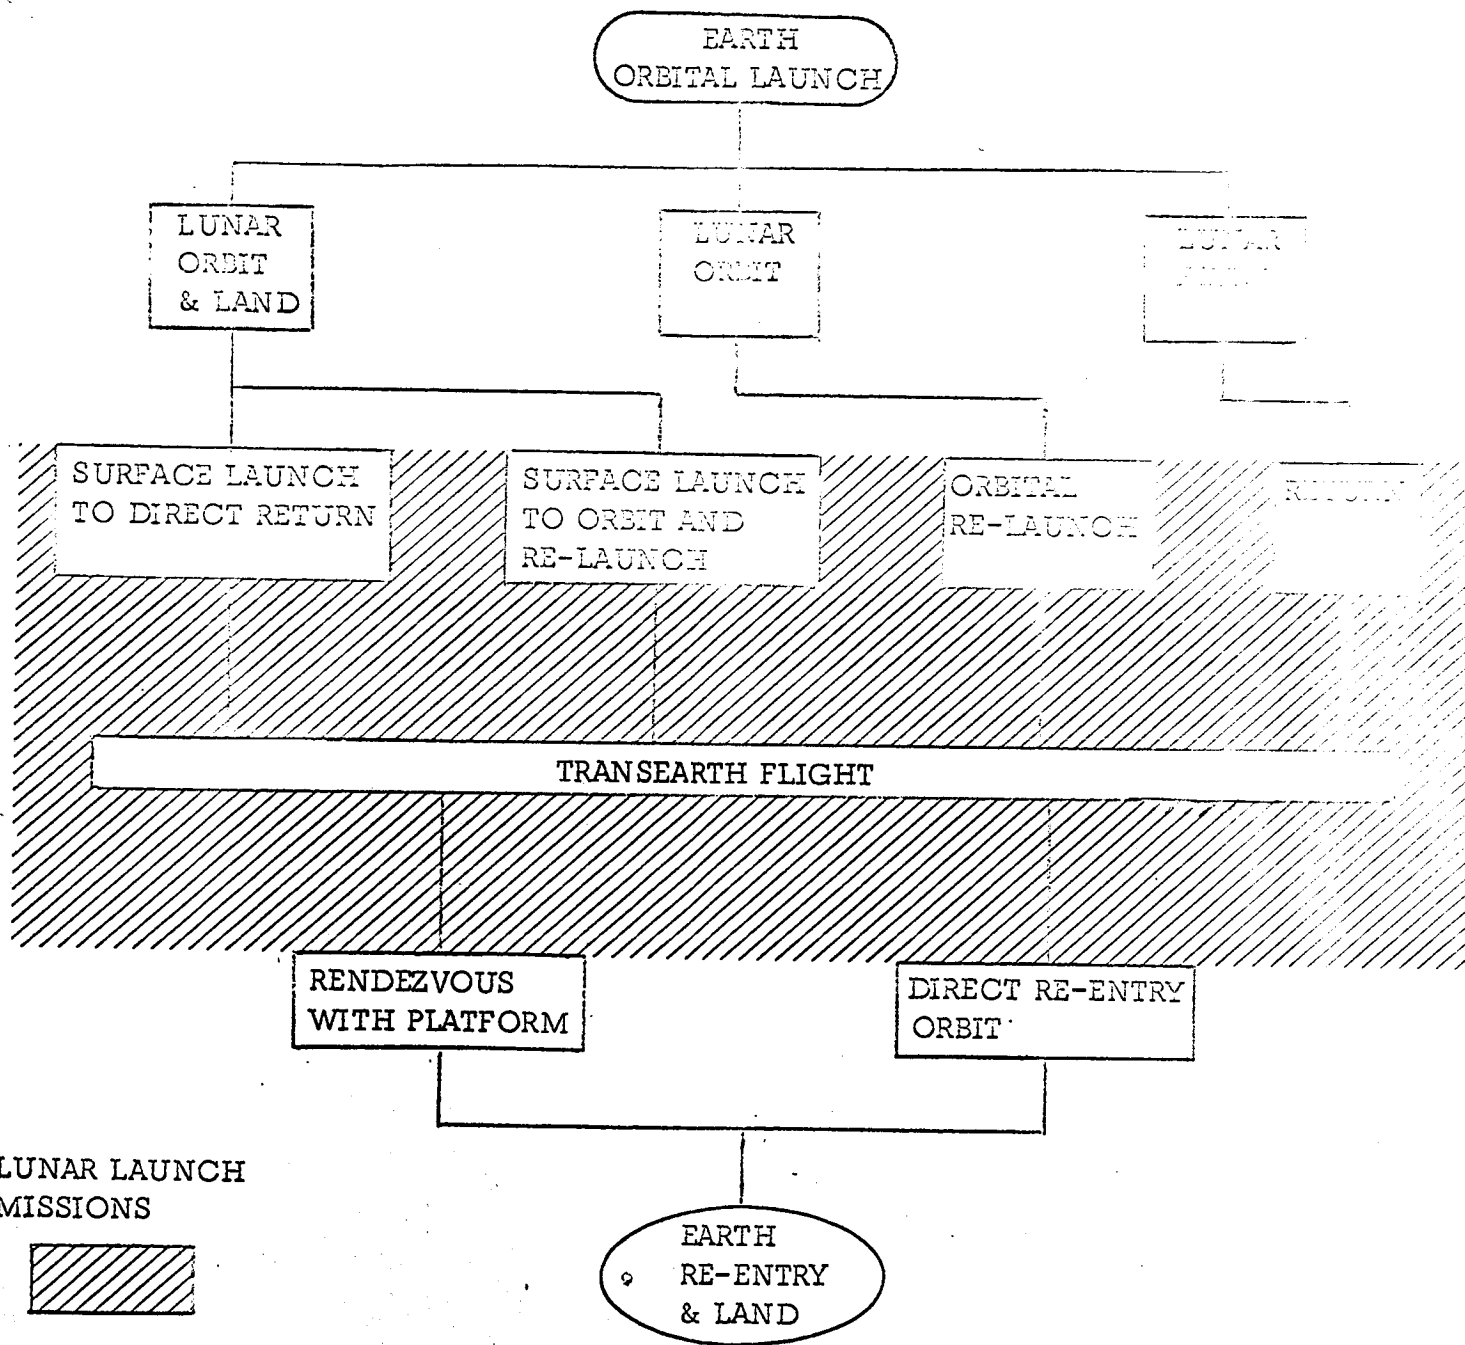 EARTH
ORBITAL LAUNCH
LUNAR
ORBIT
& LAND
LUNAR
ORBIT
LUNAR
SURFACE LAUNCH
TO DIRECT RETURN
SURFACE LAUNCH
TO ORBIT AND
RE-LAUNCH
ORBITAL
RE-LAUNCH
RETURN
TRANSEARTH FLIGHT
RENDEZVOUS
WITH PLATFORM
DIRECT RE-ENTRY
ORBIT
LUNAR LAUNCH
MISSIONS
EARTH
RE-ENTRY
& LAND